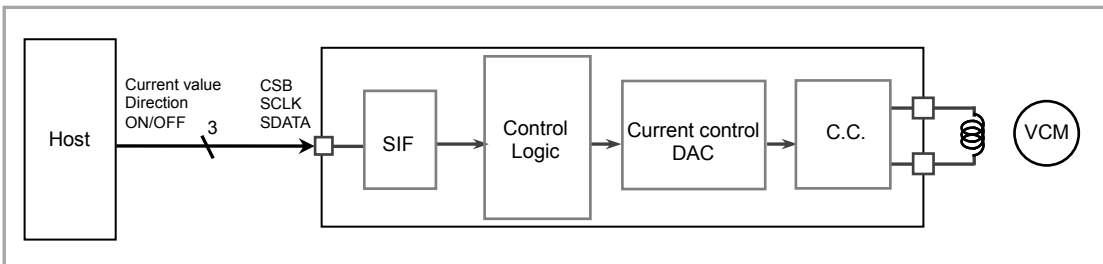 Host
Current value
Direction
ON/OFF
3
CSB
SCLK
SDATA
SIF
Control
Logic
Current control
DAC
C.C.
VCM